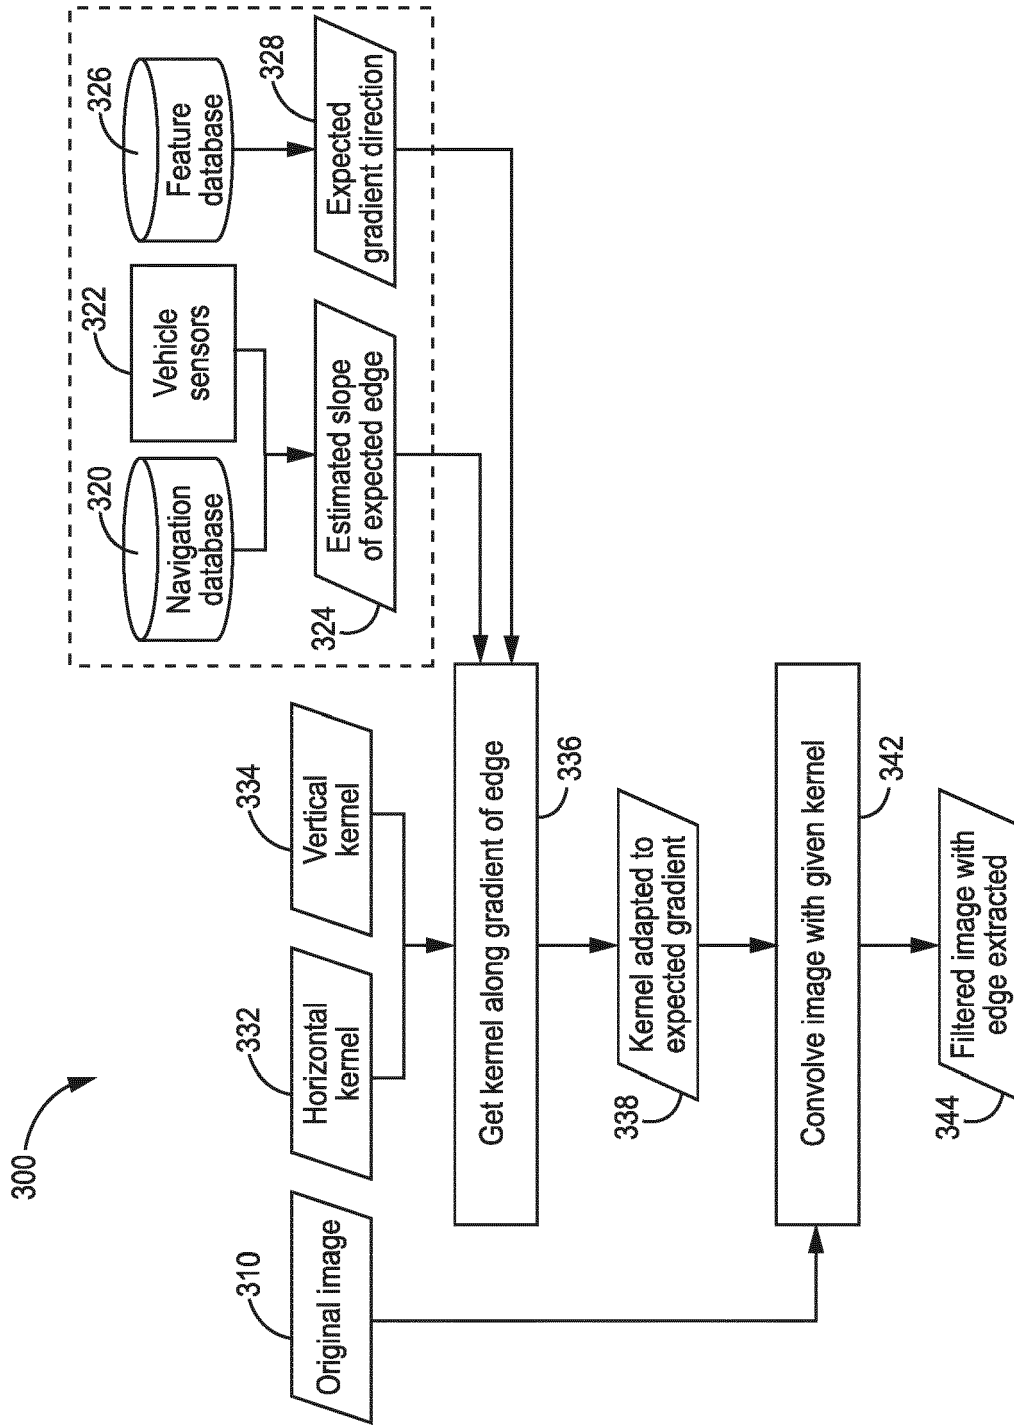 300
310
Original image
332
Horizontal
kernel
334
Vertical
kernel
320
Navigation
database
322
Vehicle
sensors
326
Feature
database
324
Estimated slope
of expected edge
328
Expected
gradient direction
Get kernel along gradient of edge
336
338
Kernel adapted to
expected gradient
Convolve image with given kernel
342
344
Filtered image with
edge extracted